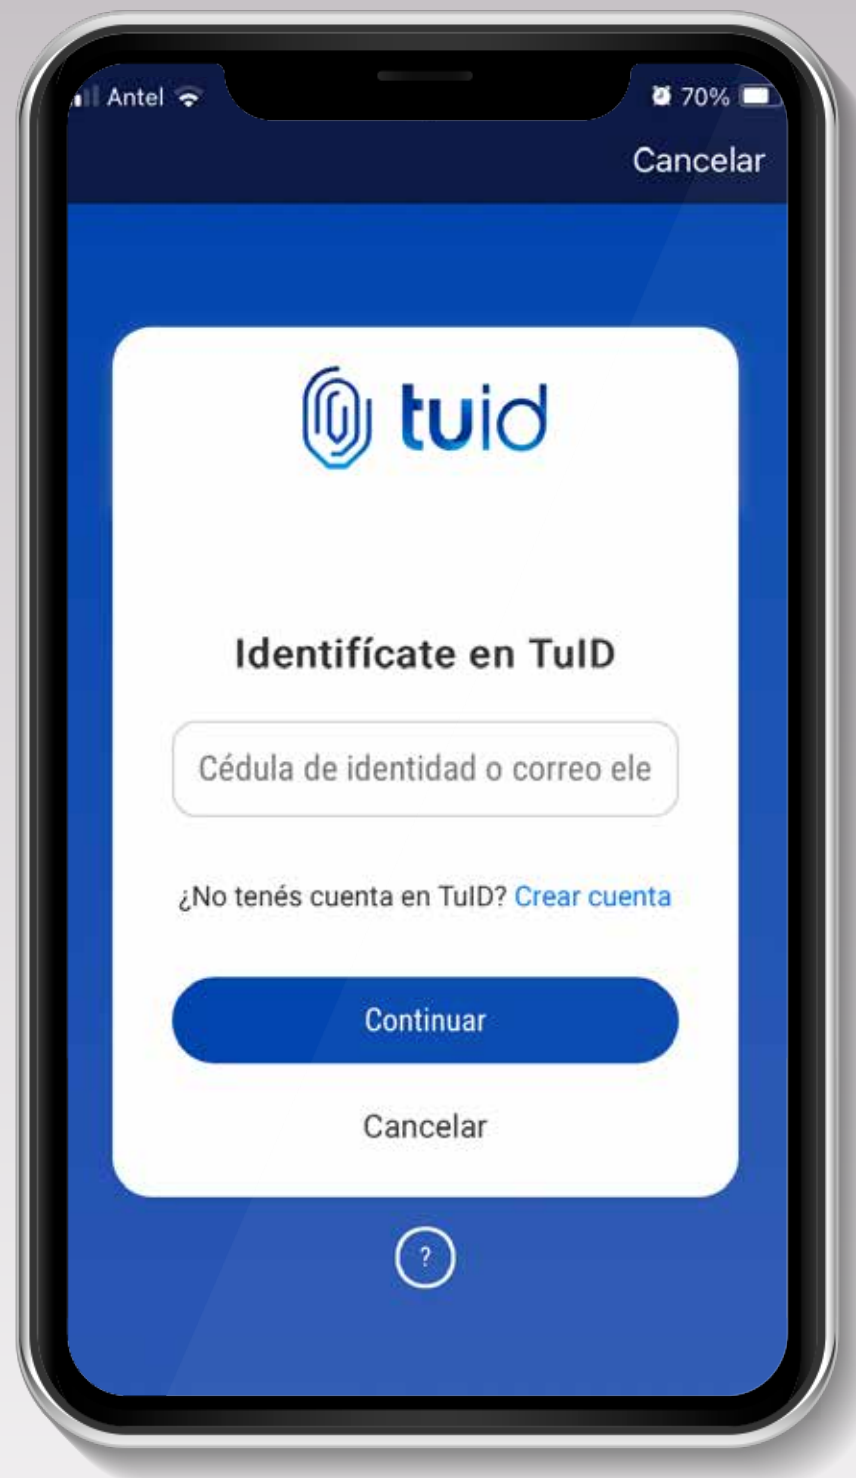 Antel
70%
Cancelar
tuid
Identifícate en TuID
Cédula de identidad o correo ele
¿No tenés cuenta en TuID? Crear cuenta
Continuar
Cancelar
?